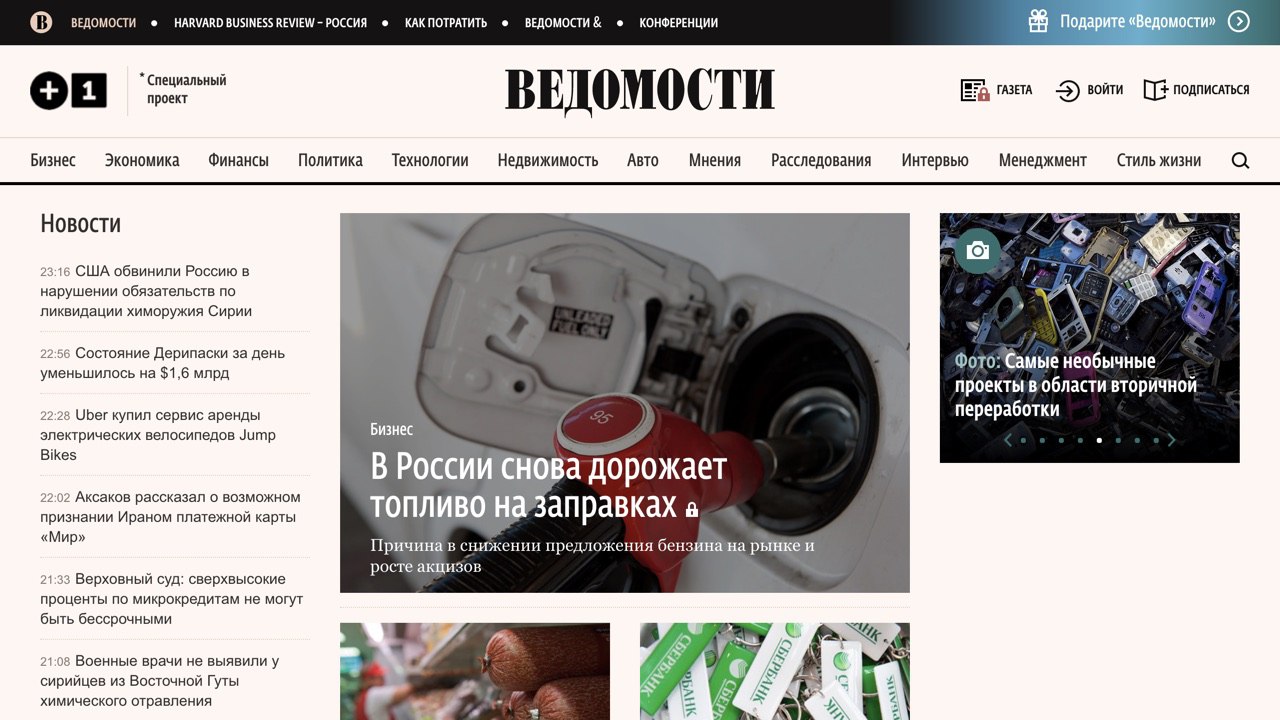 В ВЕДОМОСТИ • HARVARD BUSINESS REVIEW – РОССИЯ • КАК ПОТРАТИТЬ • ВЕДОМОСТИ & • КОНФЕРЕНЦИИ
Подарите «Ведомости»
+1
* Специальный
проект
ВЕДОМОСТИ
ГАЗЕТА
ВОЙТИ
ПОДПИСАТЬСЯ
Бизнес Экономика Финансы Политика Технологии Недвижимость Авто Мнения Расследования Интервью Менеджмент Стиль жизни
Новости
23:16 США обвинили Россию в
нарушении обязательств по
ликвидации химоружия Сирии
22:56 Состояние Дерипаски за день
уменьшилось на $1,6 млрд
22:28 Uber купил сервис аренды
электрических велосипедов Jump
Bikes
22:02 Аксаков рассказал о возможном
признании Ираном платежной карты
«Мир»
21:33 Верховный суд: сверхвысокие
проценты по микрокредитам не могут
быть бессрочными
21:08 Военные врачи не выявили у
сирийцев из Восточной Гуты
химического отравления
UNLEADED
FUEL ONLY
95
Бизнес
В России снова дорожает
топливо на заправках
Причина в снижении предложения бензина на рынке и
росте акцизов
СБЕРБАНК
СБЕРБАНК
СБЕРБАНК
Фото: Самые необычные
проекты в области вторичной
переработки